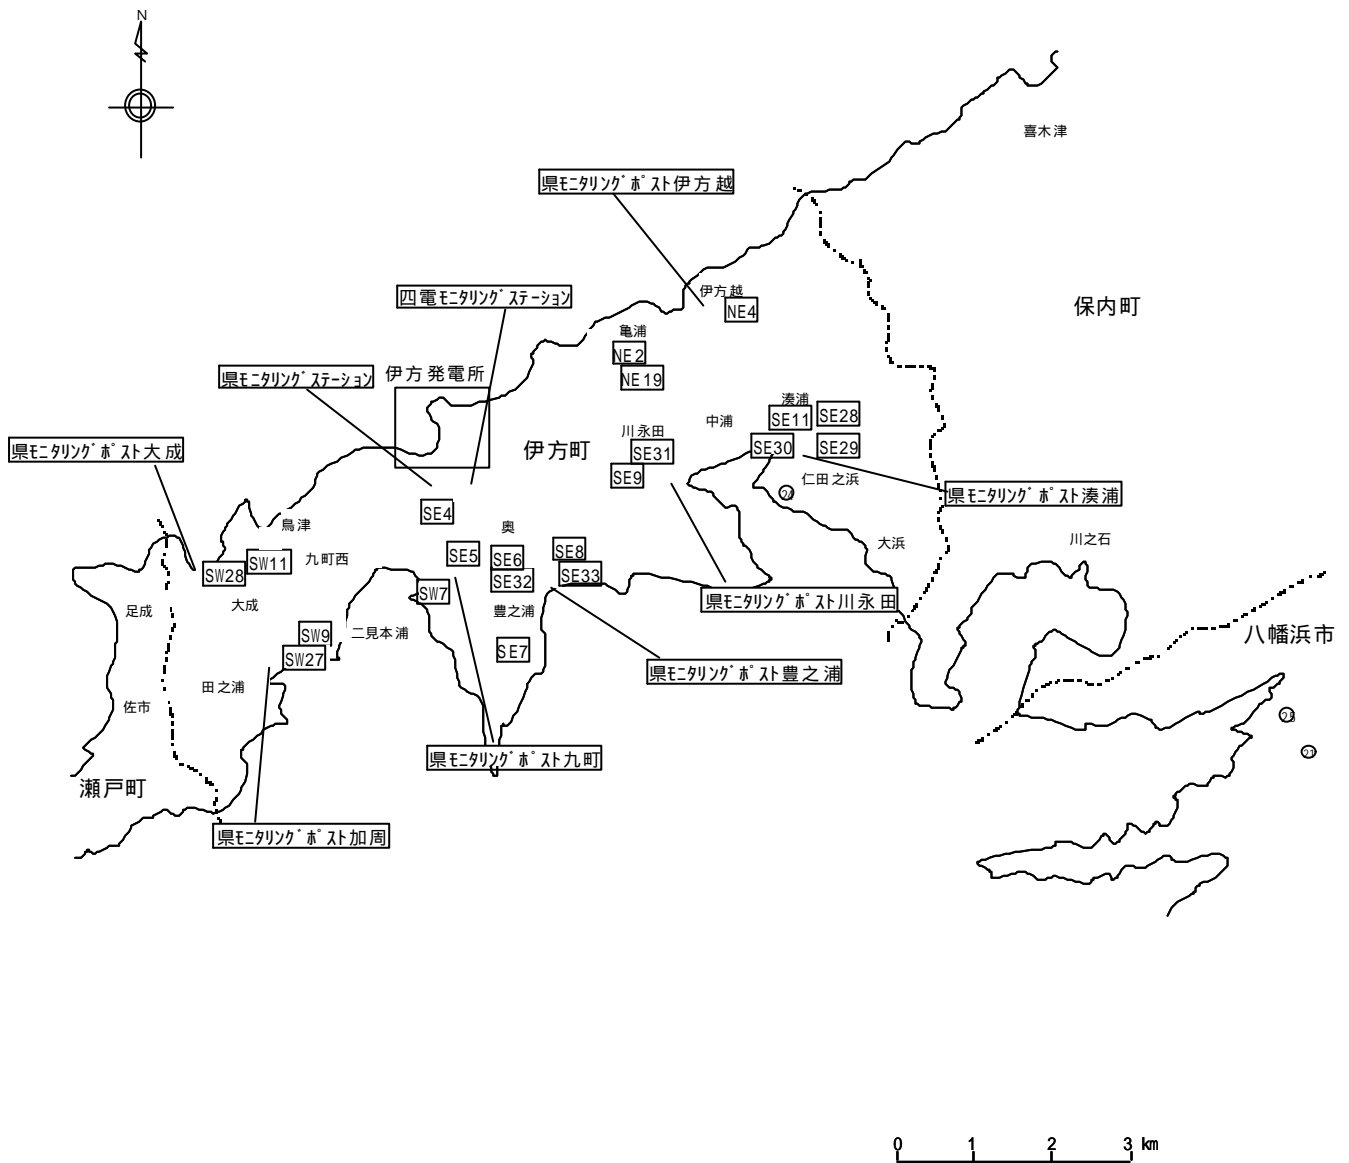 N
喜木津
県モニタリングポスト伊方越
伊方越
NE4
四電モニタリングステーション
保内町
亀浦
NE2
NE19
県モニタリングステーション
伊方発電所
湊浦
SE11
SE28
中浦
川永田
SE31
SE30
SE29
県モニタリングポスト大成
伊方町
SE9
仁田之浜
24
県モニタリングポスト湊浦
SE4
鳥津
奥
大浜
川之石
SW11
九町西
SE5
SE6
SE8
SW28
SE32
SE33
足成
大成
SW7
豊之浦
県モニタリングポスト川永田
SW9
二見本浦
八幡浜市
SW27
SE7
県モニタリングポスト豊之浦
田之浦
佐市
25
21
県モニタリングポスト九町
瀬戸町
県モニタリングポスト加周
0 1 2 3 km